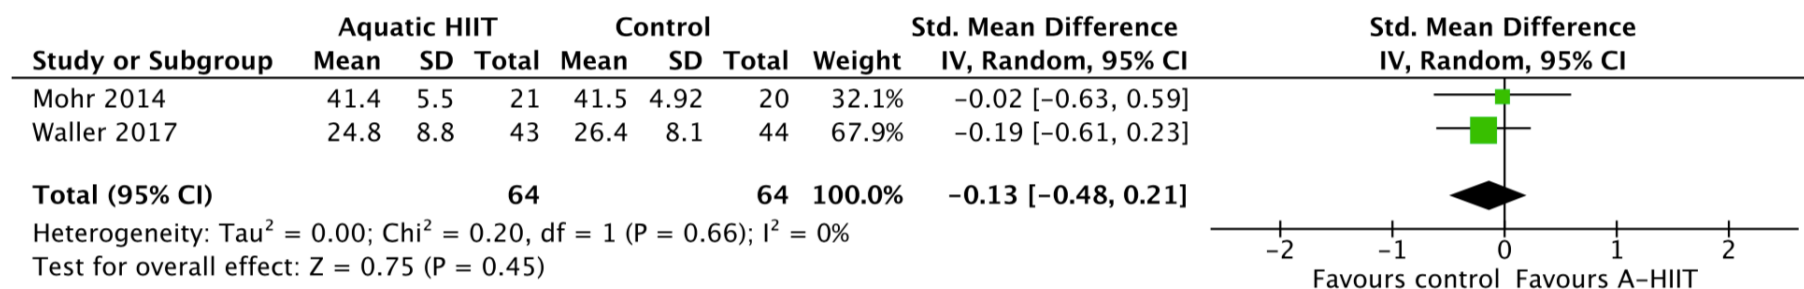 Aquatic HIIT Control Std. Mean Difference Std. Mean Difference
Study or Subgroup Mean SD Total Mean SD Total Weight IV, Random, 95% CI IV, Random, 95% CI
Mohr 2014 41.4 5.5 21 41.5 4.92 20 32.1% −0.02 [−0.63, 0.59]
Waller 2017 24.8 8.8 43 26.4 8.1 44 67.9% −0.19 [−0.61, 0.23]
Total (95% CI) 64 64 100.0% −0.13 [−0.48, 0.21]
Heterogeneity: Tau² = 0.00; Chi² = 0.20, df = 1 (P = 0.66); I² = 0%
Test for overall effect: Z = 0.75 (P = 0.45)
−2 −1 0 1 2
Favours control Favours A−HIIT